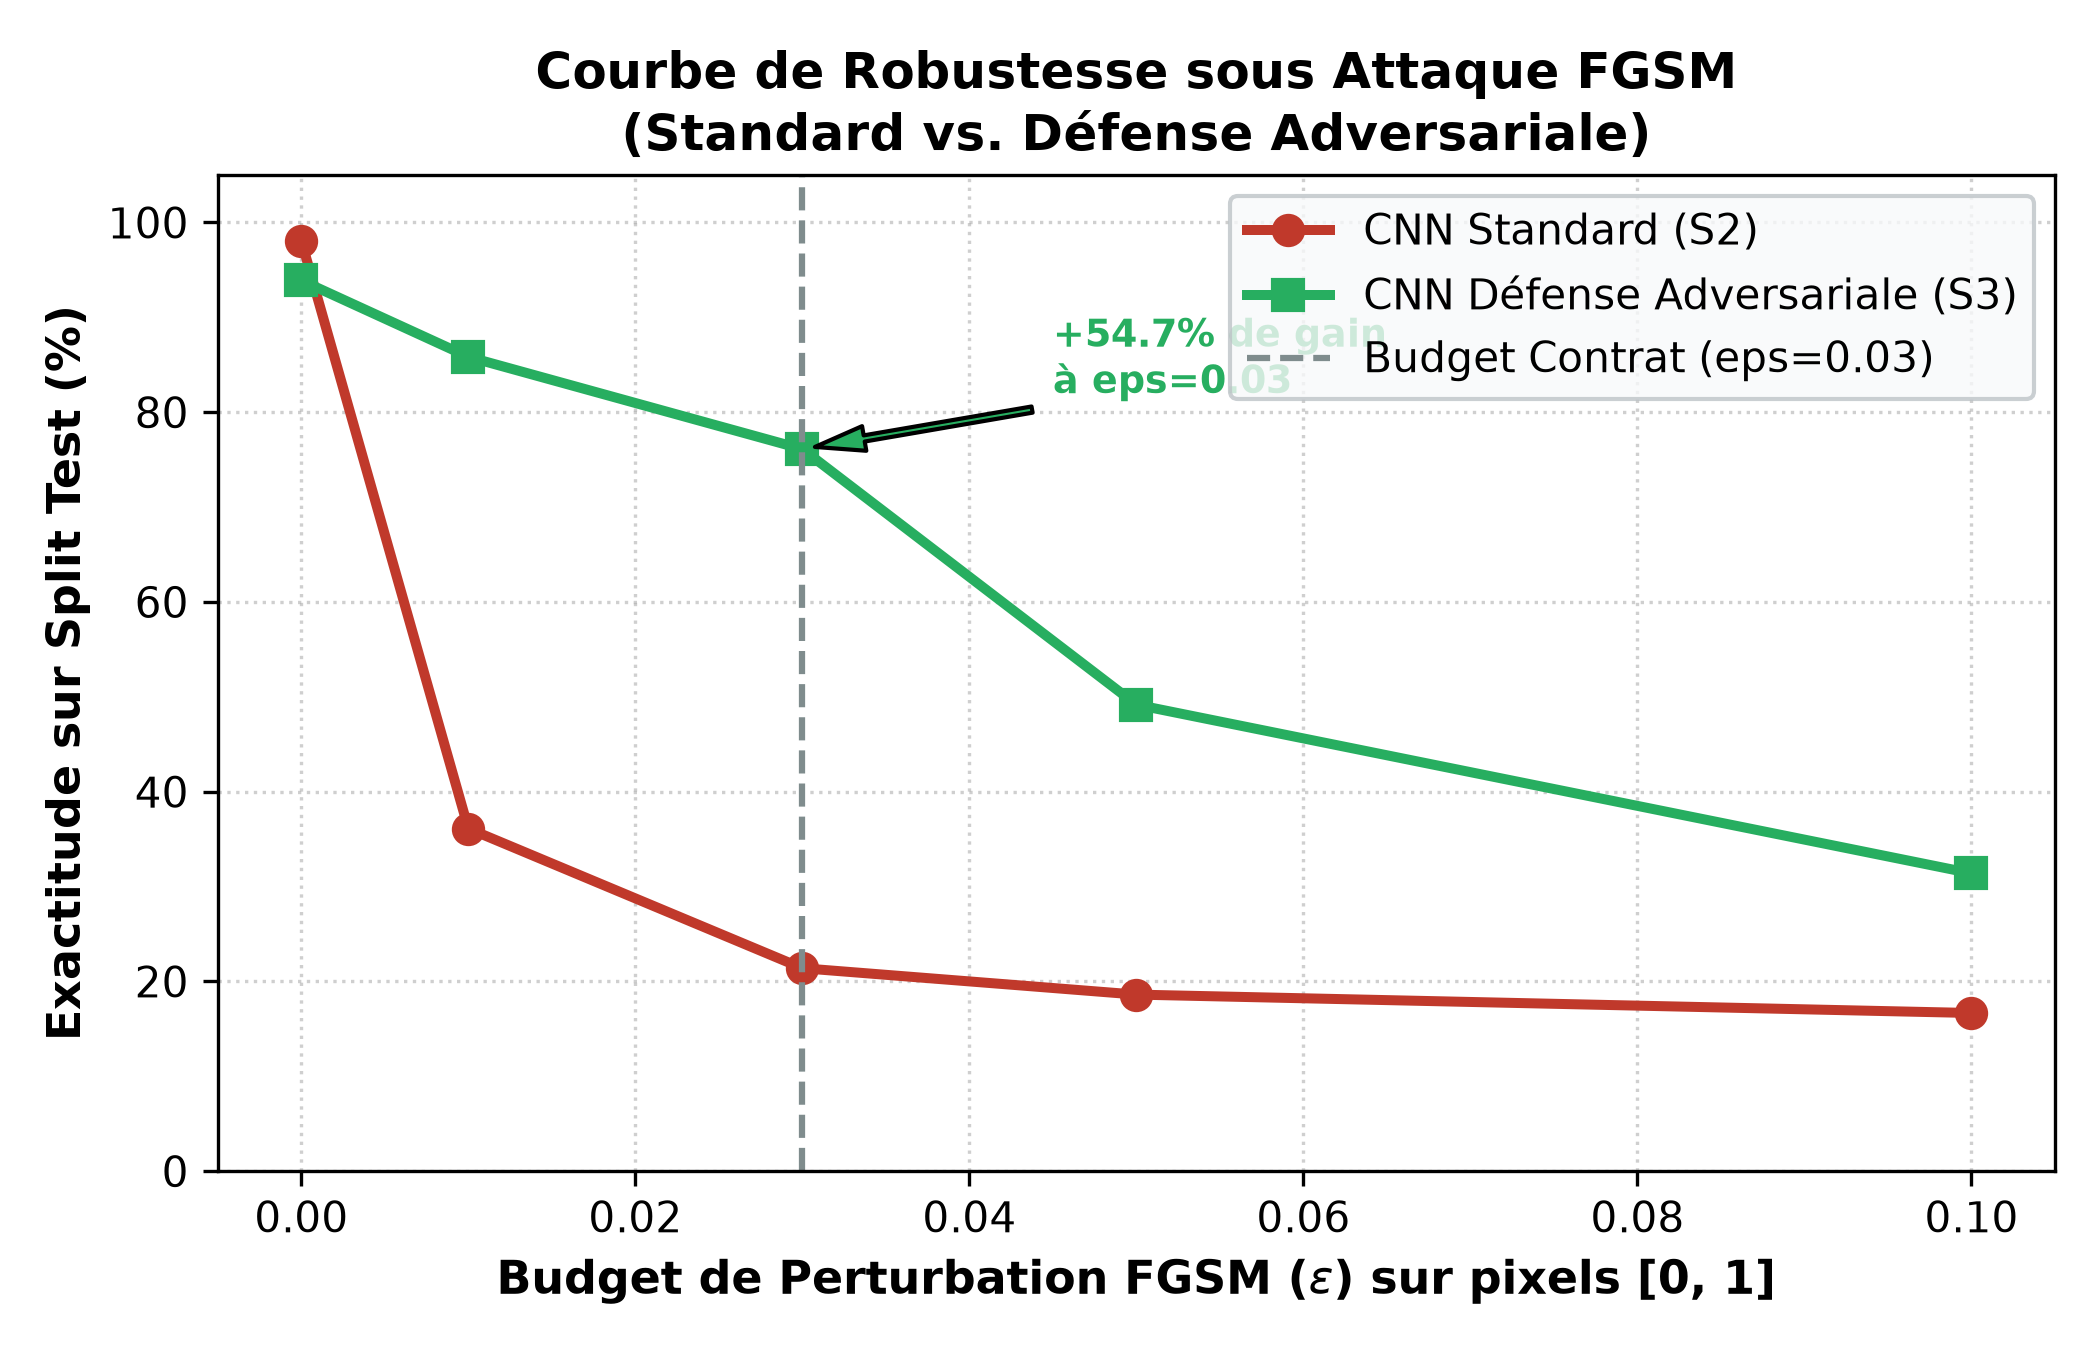 Courbe de Robustesse sous Attaque FGSM
(Standard vs. Défense Adversariale)
Exactitude sur Split Test (%)
100
80
60
40
20
0
CNN Standard (S2)
CNN Défense Adversariale (S3)
Budget Contrat (eps=0.03)
+54.7% de gain
à eps=0.03
0.00
0.02
0.04
0.06
0.08
0.10
Budget de Perturbation FGSM (ε) sur pixels [0, 1]